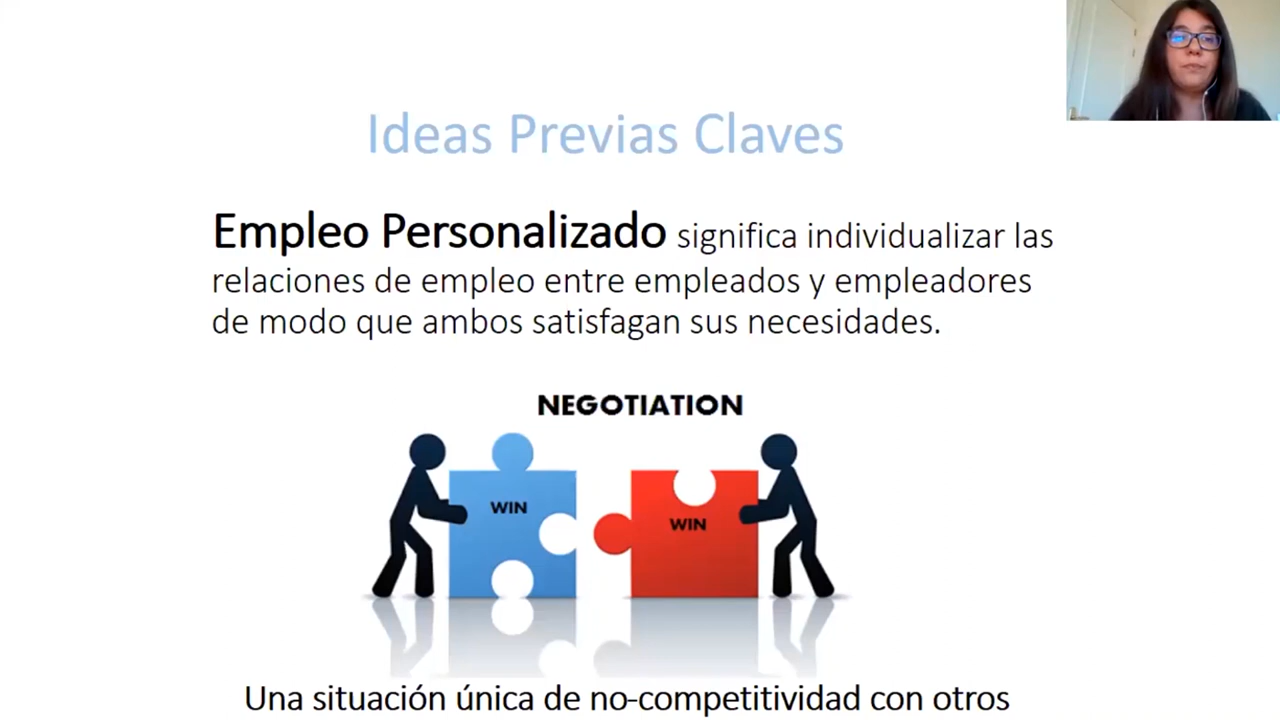 Ideas Previas Claves
Empleo Personalizado significa individualizar las
relaciones de empleo entre empleados y empleadores
de modo que ambos satisfagan sus necesidades.
NEGOTIATION
WIN
WIN
Una situación única de no-competitividad con otros